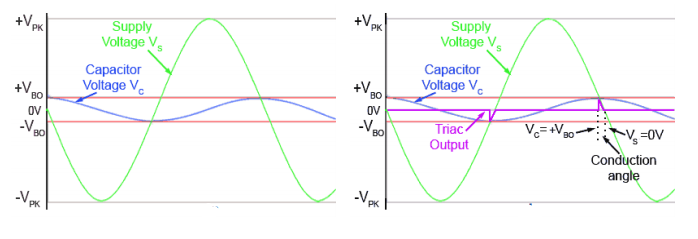 +VPK
Supply
Voltage Vs
Capacitor
Voltage Vc
+VBO
0V
-VBO
-VPK
+VPK
Supply
Voltage Vs
Capacitor
Voltage Vc
+VBO
0V
-VBO
Triac
Output
Vc=+VBO
Vs=0V
Conduction
angle
-VPK